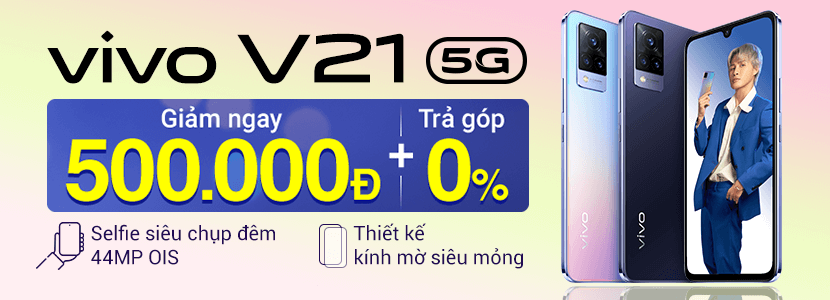 vivo V21 5G
Giảm ngay
500.000Đ
+
Trả góp
0%
Selfie siêu chụp đêm
44MP OIS
Thiết kế
kính mờ siêu mỏng
vivo
vivo